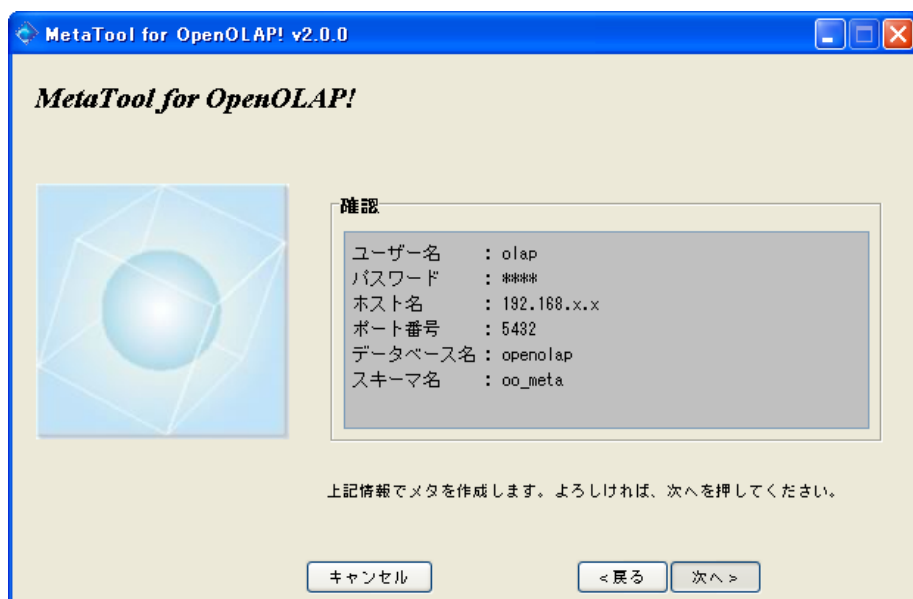 MetaTool for OpenOLAP! v2.0.0
MetaTool for OpenOLAP!
確認
ユーザー名 : olap
パスワード : ****
ホスト名 : 192.168.x.x
ポート番号 : 5432
データベース名 : openolap
スキーマ名 : oo_meta
上記情報でメタを作成します。よろしければ、次へを押してください。
キャンセル
<戻る 次へ>